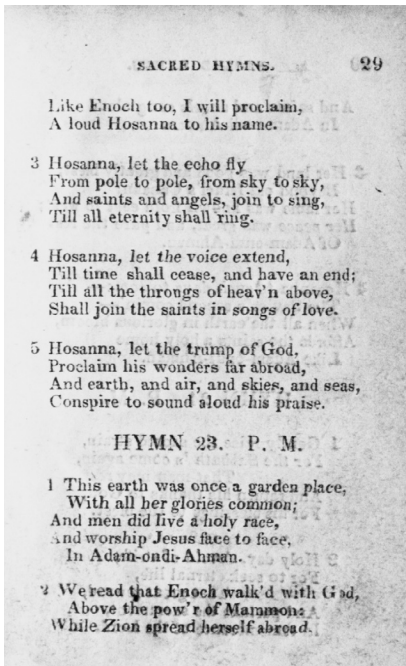 SACRED HYMNS. 29
Like Enoch too, I will proclaim,
A loud Hosanna to his name.
3 Hosanna, let the echo fly
From pole to pole, from sky to sky,
And saints and angels, join to sing,
Till all eternity shall ring.
4 Hosanna, let the voice extend,
Till time shall cease, and have an end;
Till all the throngs of heav'n above,
Shall join the saints in songs of love.
5 Hosanna, let the trump of God,
Proclaim his wonders far abroad,
And earth, and air, and skies, and seas,
Conspire to sound aloud his praise.
HYMN 23. P. M.
1 This earth was once a garden place,
With all her glories common;
And men did live a holy race,
And worship Jesus face to face,
In Adam-ondi-Ahman.
2 We read that Enoch walk'd with God,
Above the pow'r of Mammon:
While Zion spread herself abroad.